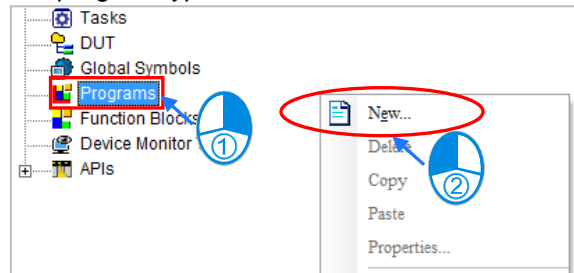 Tasks
DUT
Global Symbols
Programs
Function Blocks
Device Monitor
APIs
1
New...
Delete
Copy
2
Paste
Properties...